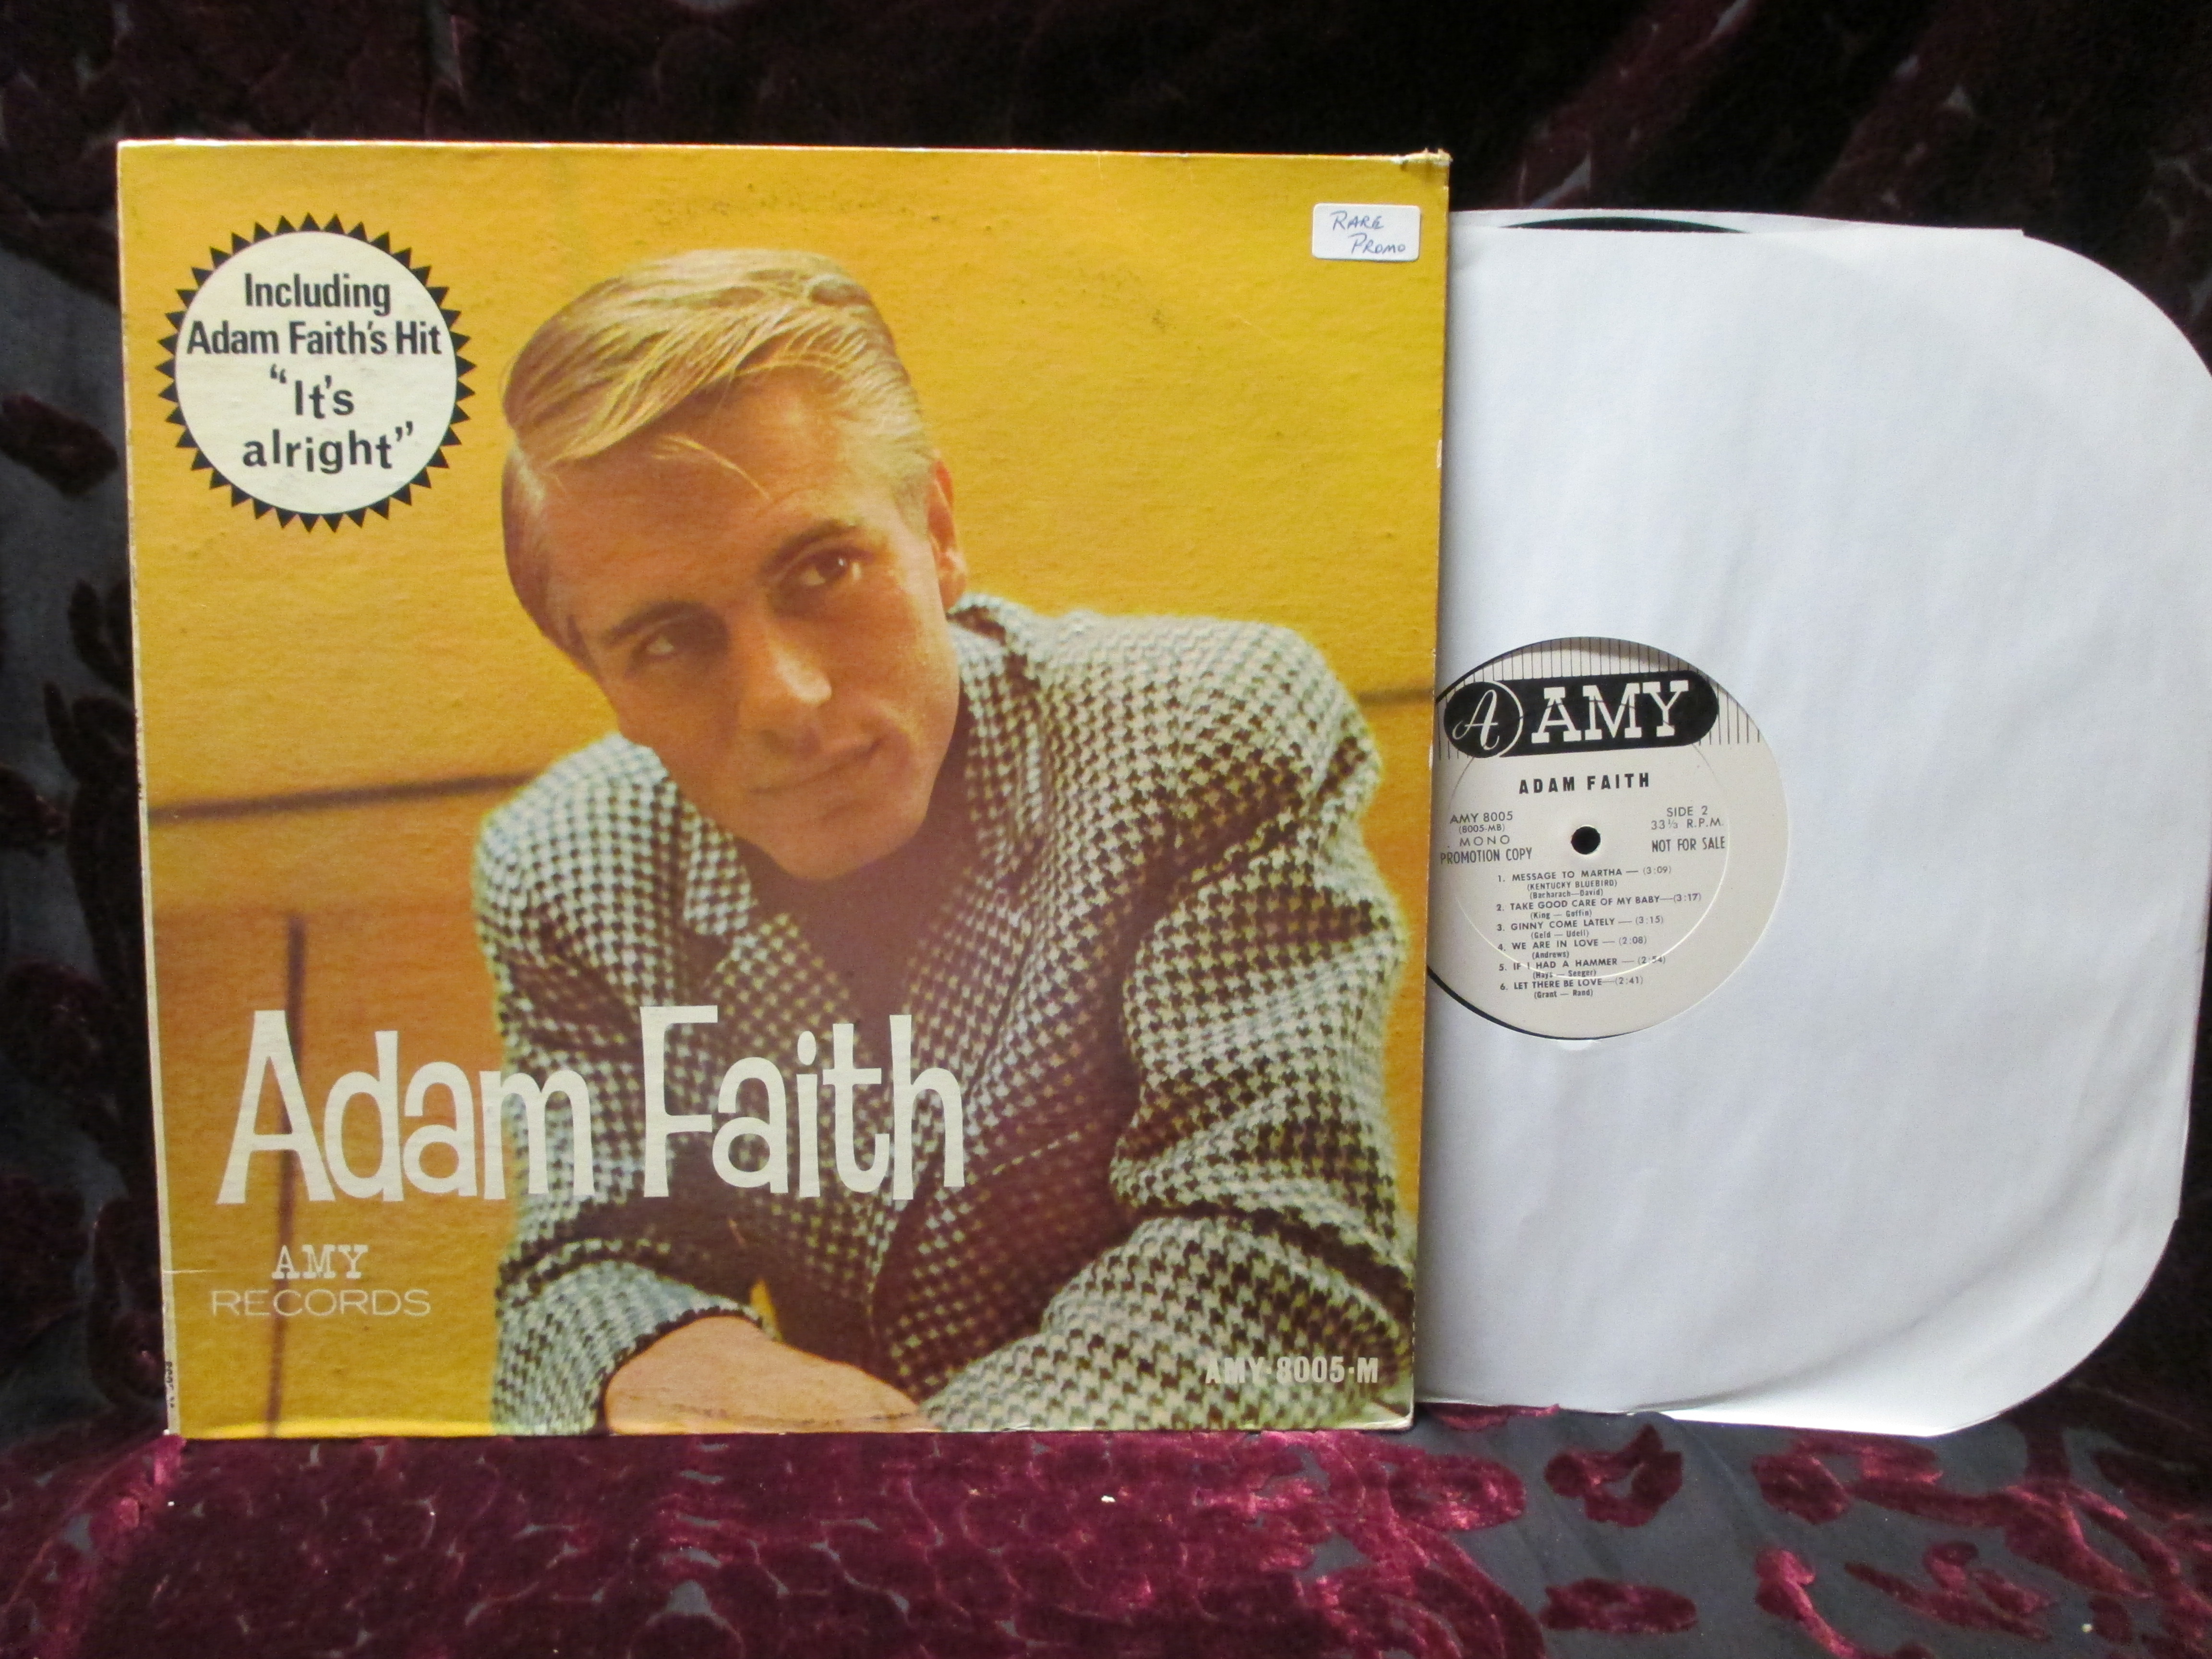 Including
Adam Faith's Hit
"It's
alright"
RARE
PROMO
Adam Faith
AMY
RECORDS
AMY·8005·M
A AMY
ADAM FAITH
AMY 8005
(8005-MB)
MONO
PROMOTION COPY
SIDE 2
33⅓ R.P.M.
NOT FOR SALE
1. MESSAGE TO MARTHA — (3:09)
(KENTUCKY BLUEBIRD)
(Barharach—David)
2. TAKE GOOD CARE OF MY BABY—(3:17)
(King — Goffin)
3. GINNY COME LATELY — (3:15)
(Geld — Udell)
4. WE ARE IN LOVE — (2:08)
(Andrews)
5. IF I HAD A HAMMER — (2:54)
(Hays — Seeger)
6. LET THERE BE LOVE—(2:41)
(Grant — Rand)